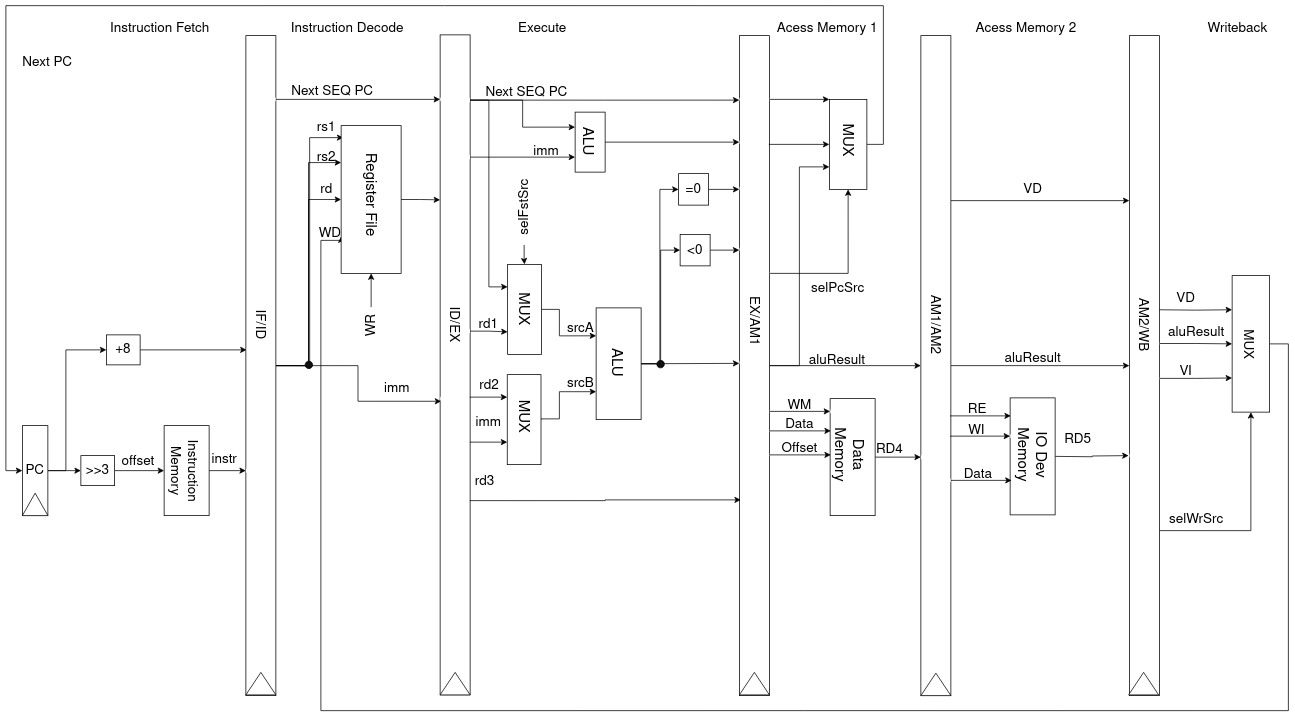 Instruction Fetch
Instruction Decode
Execute
Acess Memory 1
Acess Memory 2
Writeback
Next PC
+8
PC
>>3
offset
Instruction
Memory
instr
IF/ID
Next SEQ PC
rs1
rs2
rd
WD
Register File
WR
imm
ID/EX
Next SEQ PC
imm
ALU
selFstSrc
MUX
rd1
rd2
imm
MUX
rd3
srcA
srcB
ALU
=0
<0
EX/AM1
MUX
selPcSrc
aluResult
WM
Data
Offset
Data
Memory
RD4
AM1/AM2
VD
aluResult
RE
WI
Data
IO Dev
Memory
RD5
AM2/WB
VD
aluResult
VI
MUX
selWrSrc